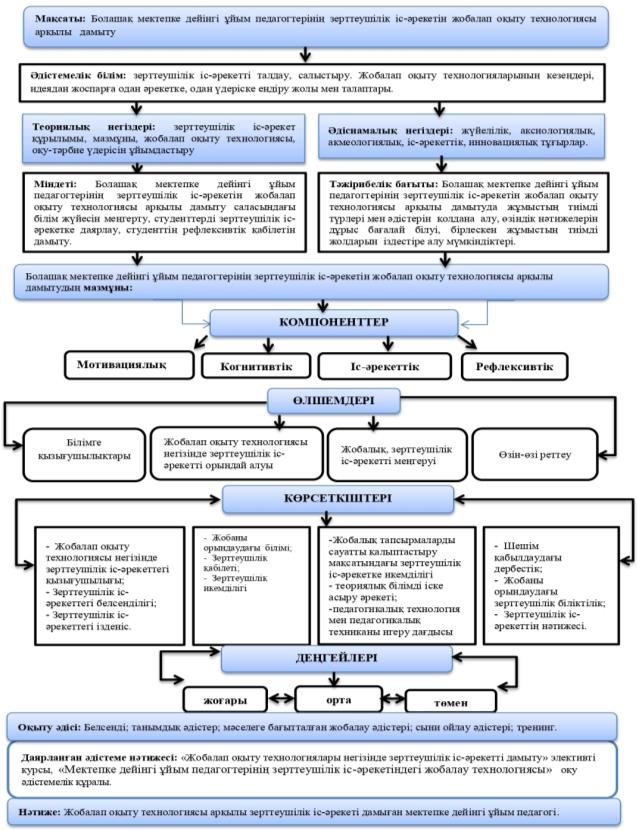 Мақсаты: Болашақ мектепке дейінгі ұйым педагогтерінің зерттеушілік іс-әрекетін жобалап оқыту технологиясы
арқылы дамыту
Әдістемелік білім: зерттеушілік іс-әрекетті талдау, салыстыру. Жобалап оқыту технологияларының кезеңдері,
идеядан жоспарға одан әрекетке, одан үдеріске ендіру жолы мен талаптары.
Теориялық негіздері: зерттеушілік іс-әрекет
құрылымы, мазмұны, жобалап оқыту технологиясы,
оқу-тәрбие үдерісін ұйымдастыру
Әдіснамалық негіздері: жүйелілік, аксиологиялық,
акмеологиялық, іс-әрекеттік, инновациялық тұғырлар.
Міндеті: Болашақ мектепке дейінгі ұйым
педагогтерінің зерттеушілік іс-әрекетін жобалап
оқыту технологиясы арқылы дамыту саласындағы
білім жүйесін меңгерту, студенттерді зерттеушілік іс-
әрекетке даярлау, студенттің рефлексивтік қабілетін
дамыту.
Тәжірибелік бағыты: Болашақ мектепке дейінгі ұйым
педагогтерінің зерттеушілік іс-әрекетін жобалап оқыту
технологиясы арқылы дамытуда жұмыстың тиімді
түрлері мен әдістерін қолдана алу, өзіндік нәтижелерін
дұрыс бағалай білуі, бірлескен жұмыстың тиімді
жолдарын іздестіре алу мүмкіндіктері.
Болашақ мектепке дейінгі ұйым педагогтерінің зерттеушілік іс-әрекетін жобалап оқыту технологиясы арқылы
дамытудың мазмұны:
КОМПОНЕНТТЕР
Мотивациялық
Когнитивтік
Іс-әрекеттік
Рефлексивтік
ӨЛШЕМДЕРІ
Білімге
қызығушылықтары
Жобалап оқыту технологиясы
негізінде зерттеушілік іс-
әрекетті орындай алуы
Жобалық, зерттеушілік
іс-әрекетті меңгеруі
Өзін-өзі реттеу
КӨРСЕТКІШТЕРІ
- Жобалап оқыту
технологиясы негізінде
зерттеушілік іс-әрекеттегі
қызығушылығы;
- Зерттеушілік іс-
әрекеттегі белсенділігі;
- Зерттеушілік іс-
әрекеттегі ізденіс.
- Жобаны
орындаудағы білімі;
- Зерттеушілік
қабілеті;
- Зерттеушілік
икемділігі
-Жобалық тапсырмаларды
сауатты қалыптастыру
мақсатындағы зерттеушілік
іс-әрекетке икемділігі
- теориялық білімді іске
асыру әрекеті;
-педагогикалық технология
мен педагогикалық
техниканы игеру дағдысы
- Шешім
қабылдаудағы
дербестік;
- Жобаны
орындаудағы
зерттеушілік біліктілік;
- Зерттеушілік іс-
әрекеттің нәтижесі.
ДЕҢГЕЙЛЕРІ
жоғары
орта
төмен
Оқыту әдісі: Белсенді; танымдық әдістер; мәселеге бағытталған жобалау әдістері; сыни ойлау әдістері; тренинг.
Даярланған әдістеме нәтижесі: «Жобалап оқыту технологиялары негізінде зерттеушілік іс-әрекетті дамыту» элективті
курсы, «Мектепке дейінгі ұйым педагогтерінің зерттеушілік іс-әрекетіндегі жобалау технологиясы» оқу
әдістемелік құралы.
Нәтиже: Жобалап оқыту технологиясы арқылы зерттеушілік іс-әрекеті дамыған мектепке дейінгі ұйым педагогі.